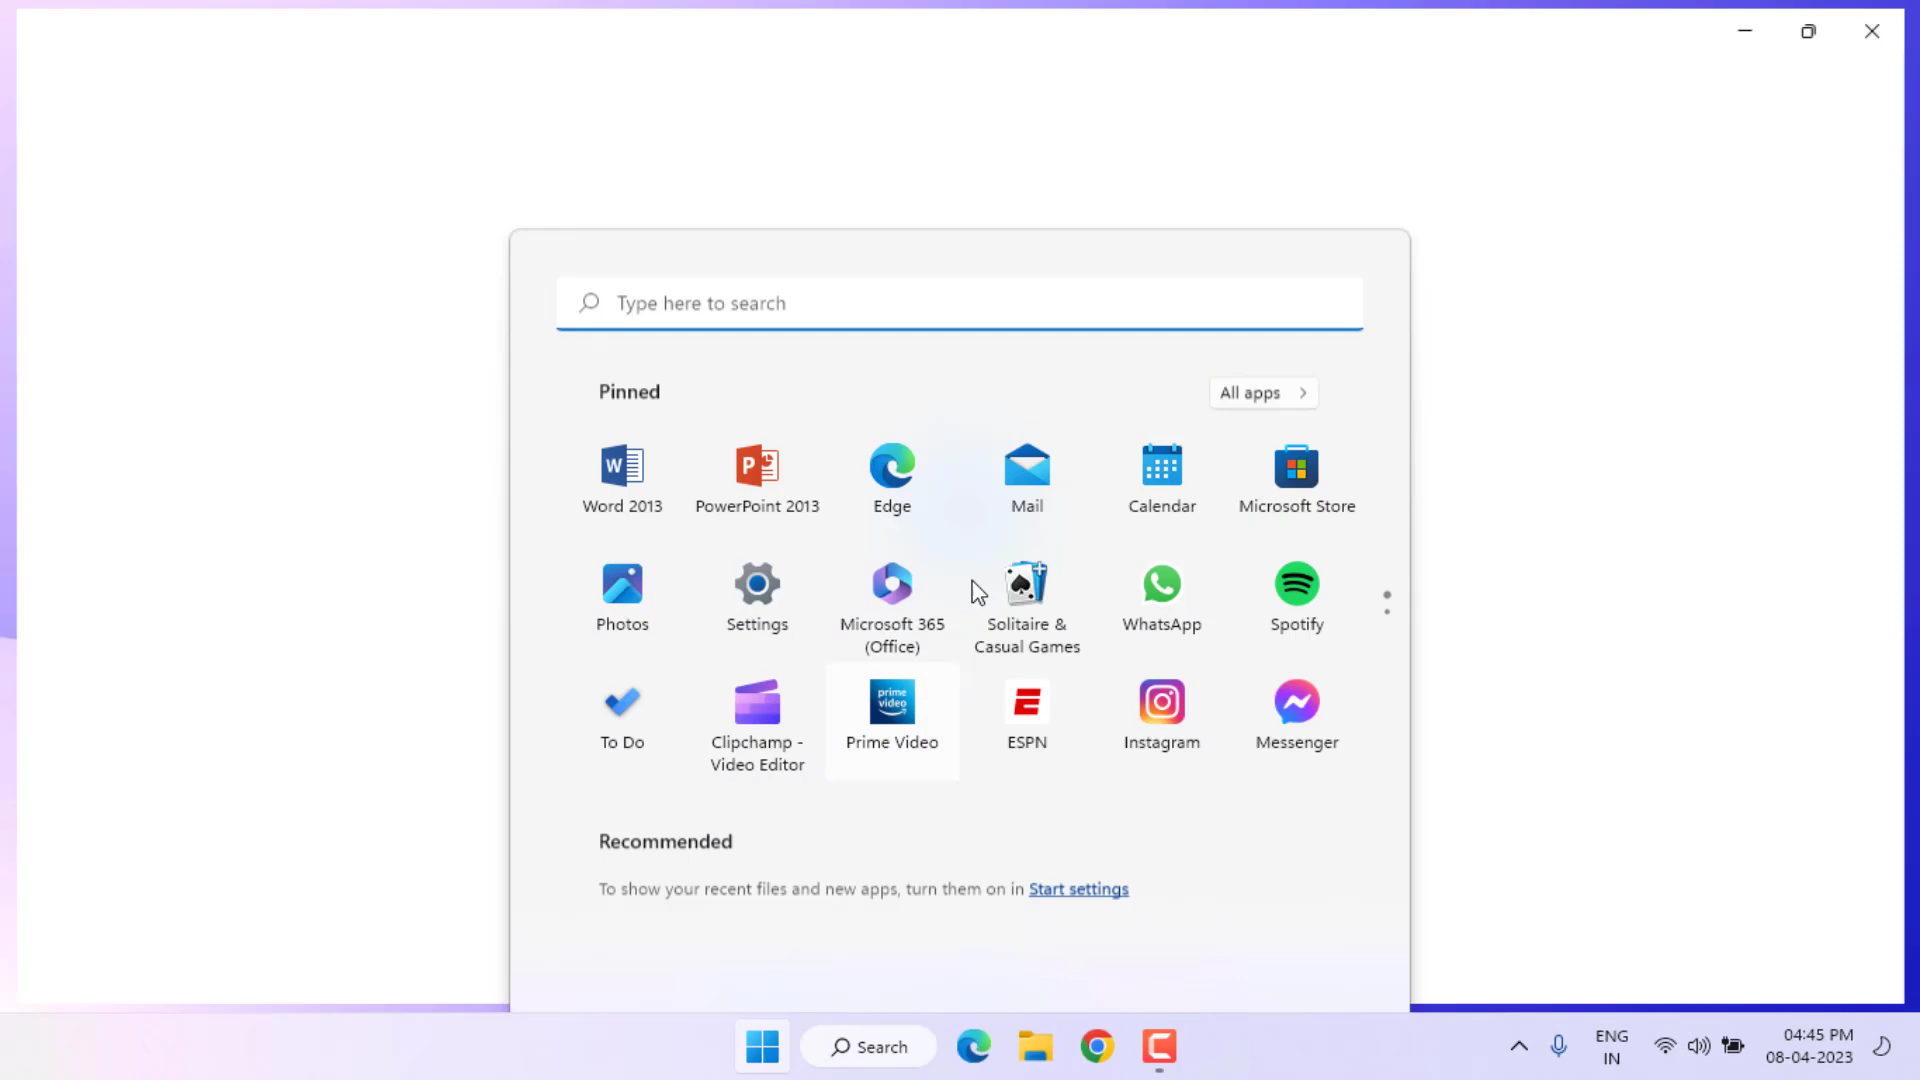 Type here to search
Pinned
All apps
Word 2013
PowerPoint 2013
Edge
Mail
Calendar
Microsoft Store
Photos
Settings
Microsoft 365
(Office)
Solitaire &
Casual Games
WhatsApp
Spotify
To Do
Clipchamp -
Video Editor
prime
video
Prime Video
ESPN
Instagram
Messenger
Recommended
To show your recent files and new apps, turn them on in Start settings
Search
ENG
IN
04:45 PM
08-04-2023